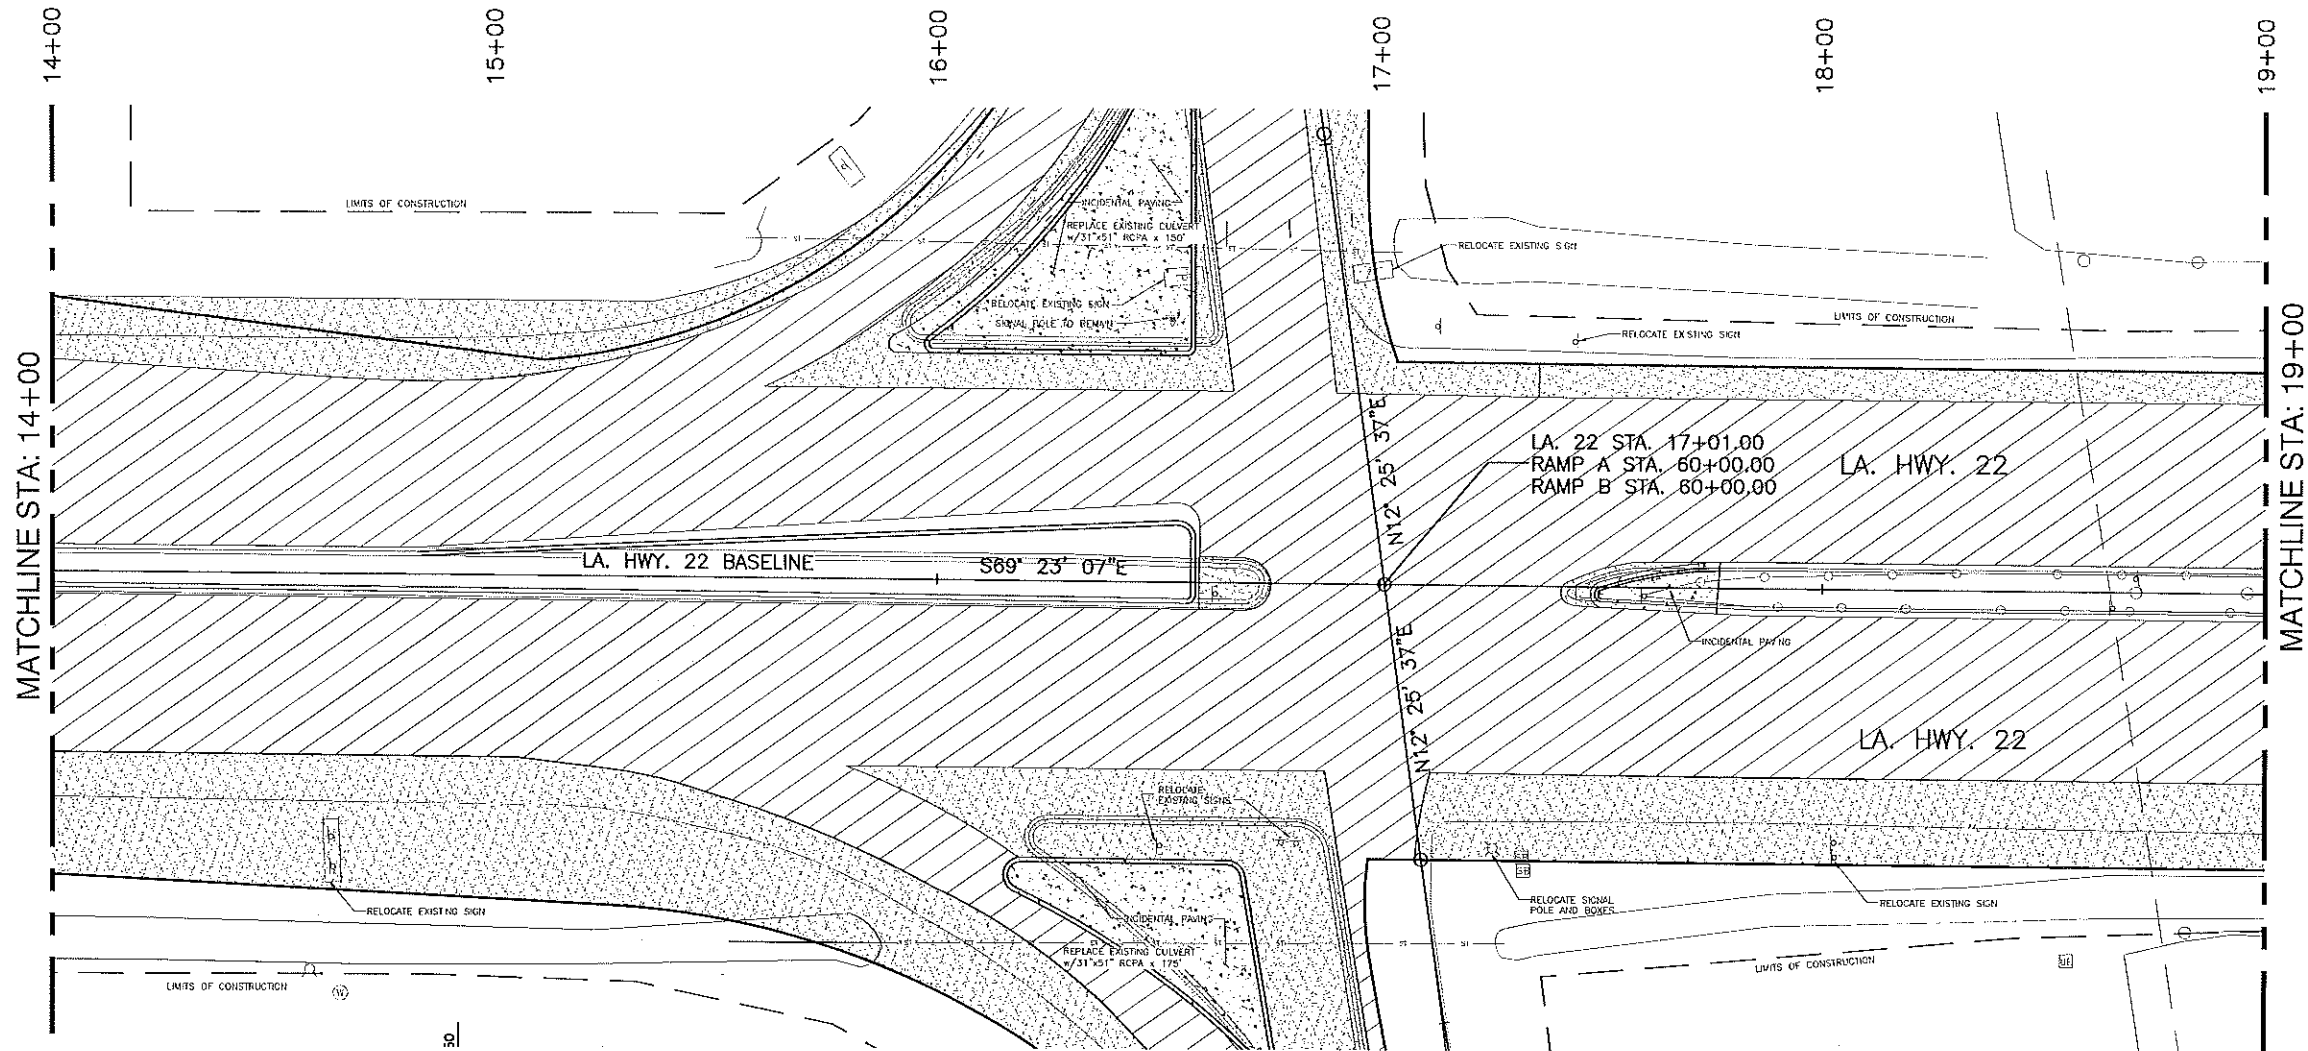 14+00
15+00
16+00
17+00
18+00
19+00
MATCHLINE STA: 14+00
MATCHLINE STA: 19+00
LIMITS OF CONSTRUCTION
INCIDENTAL PAVING
REPLACE EXISTING CULVERT
w/31"x51" RCPA x 150'
RELOCATE EXISTING SIGN
SIGNAL POLE TO REMAIN
RELOCATE EXISTING SIGN
RELOCATE EXISTING SIGN
LIMITS OF CONSTRUCTION
N12° 25' 37"E
LA. 22 STA. 17+01.00
RAMP A STA. 60+00.00
RAMP B STA. 60+00.00
LA. HWY. 22
LA. HWY. 22 BASELINE
S69° 23' 07"E
INCIDENTAL PAVING
N12° 25' 37"E
LA. HWY. 22
RELOCATE
EXISTING SIGNS
RELOCATE EXISTING SIGN
INCIDENTAL PAVING
REPLACE EXISTING CULVERT
w/31"x51" RCPA x 175'
RELOCATE SIGNAL
POLE AND BOXES
RELOCATE EXISTING SIGN
LIMITS OF CONSTRUCTION
LIMITS OF CONSTRUCTION
SB
W
ST